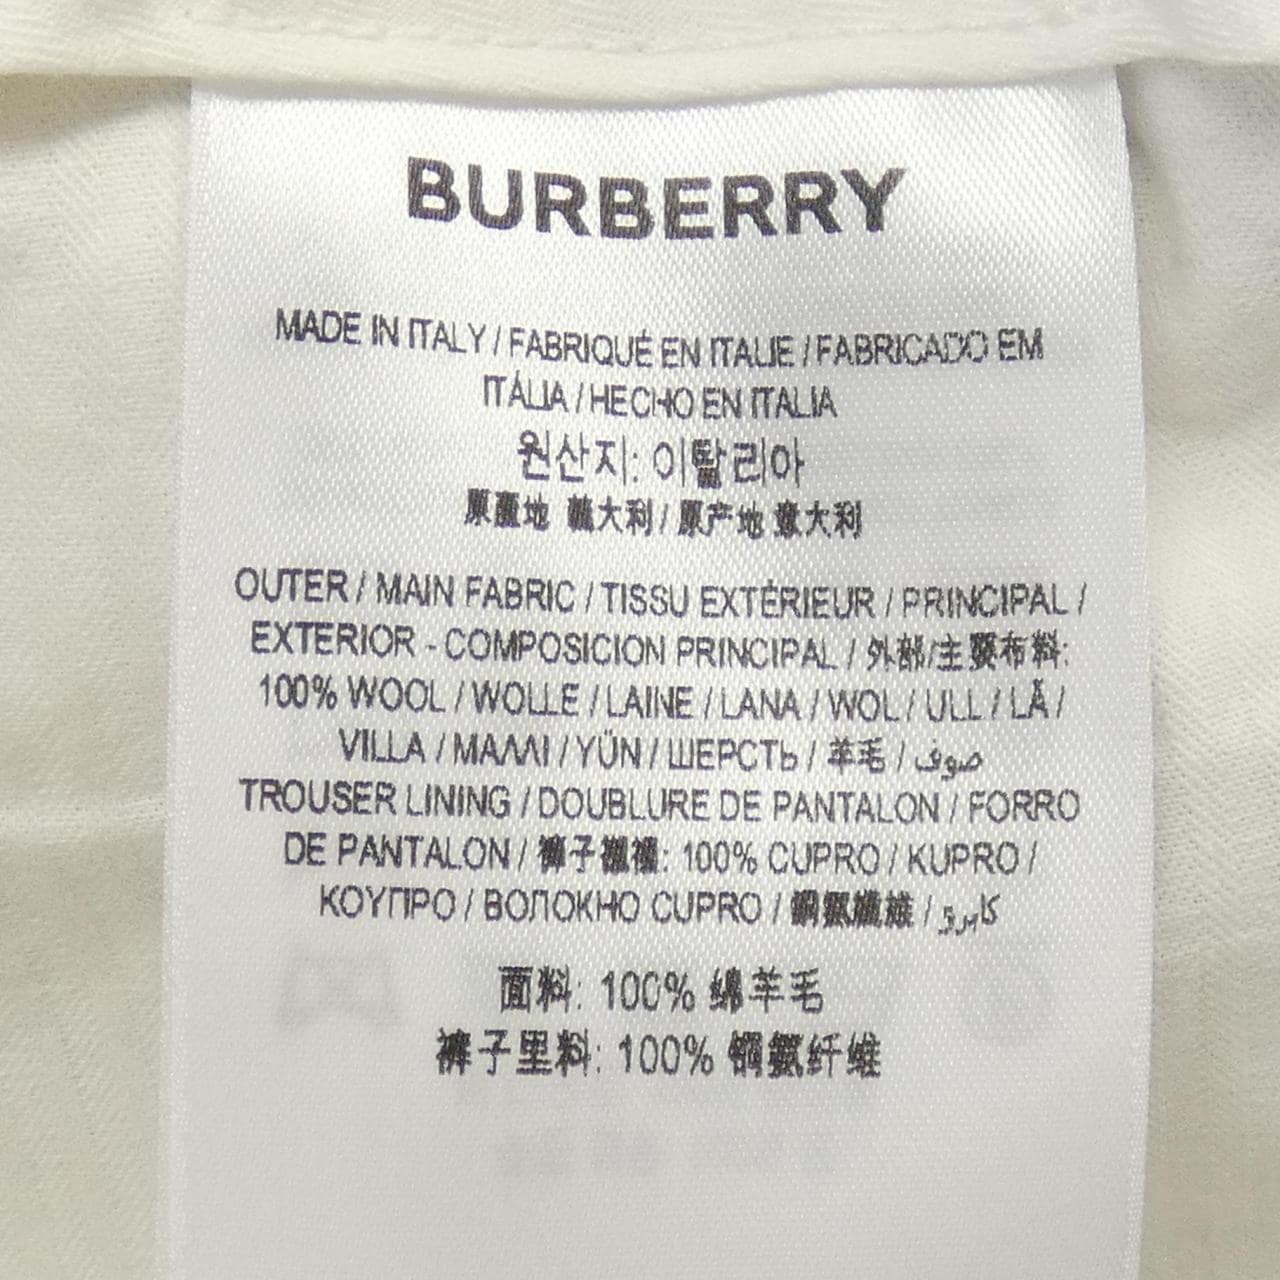 BURBERRY
MADE IN ITALY / FABRIQUÉ EN ITALIE / FABRICADO EM
ITÁLIA / HECHO EN ITALIA
원산지: 이탈리아
原產地 義大利 / 原产地 意大利
OUTER / MAIN FABRIC / TISSU EXTÉRIEUR / PRINCIPAL /
EXTERIOR - COMPOSICION PRINCIPAL / 外部/主要布料:
100% WOOL / WOLLE / LAINE / LANA / WOL / ULL / LÃ /
VILLA / ΜΑΛΛΙ / YÜN / ШЕРСТЬ / 羊毛 / صوف
TROUSER LINING / DOUBLURE DE PANTALON / FORRO
DE PANTALON / 褲子襯裡: 100% CUPRO / KUPRO /
ΚΟΥΠΡΟ / ВОЛОКНО CUPRO / 銅氨纖維 / كابرو
面料: 100% 绵羊毛
裤子里料: 100% 铜氨纤维